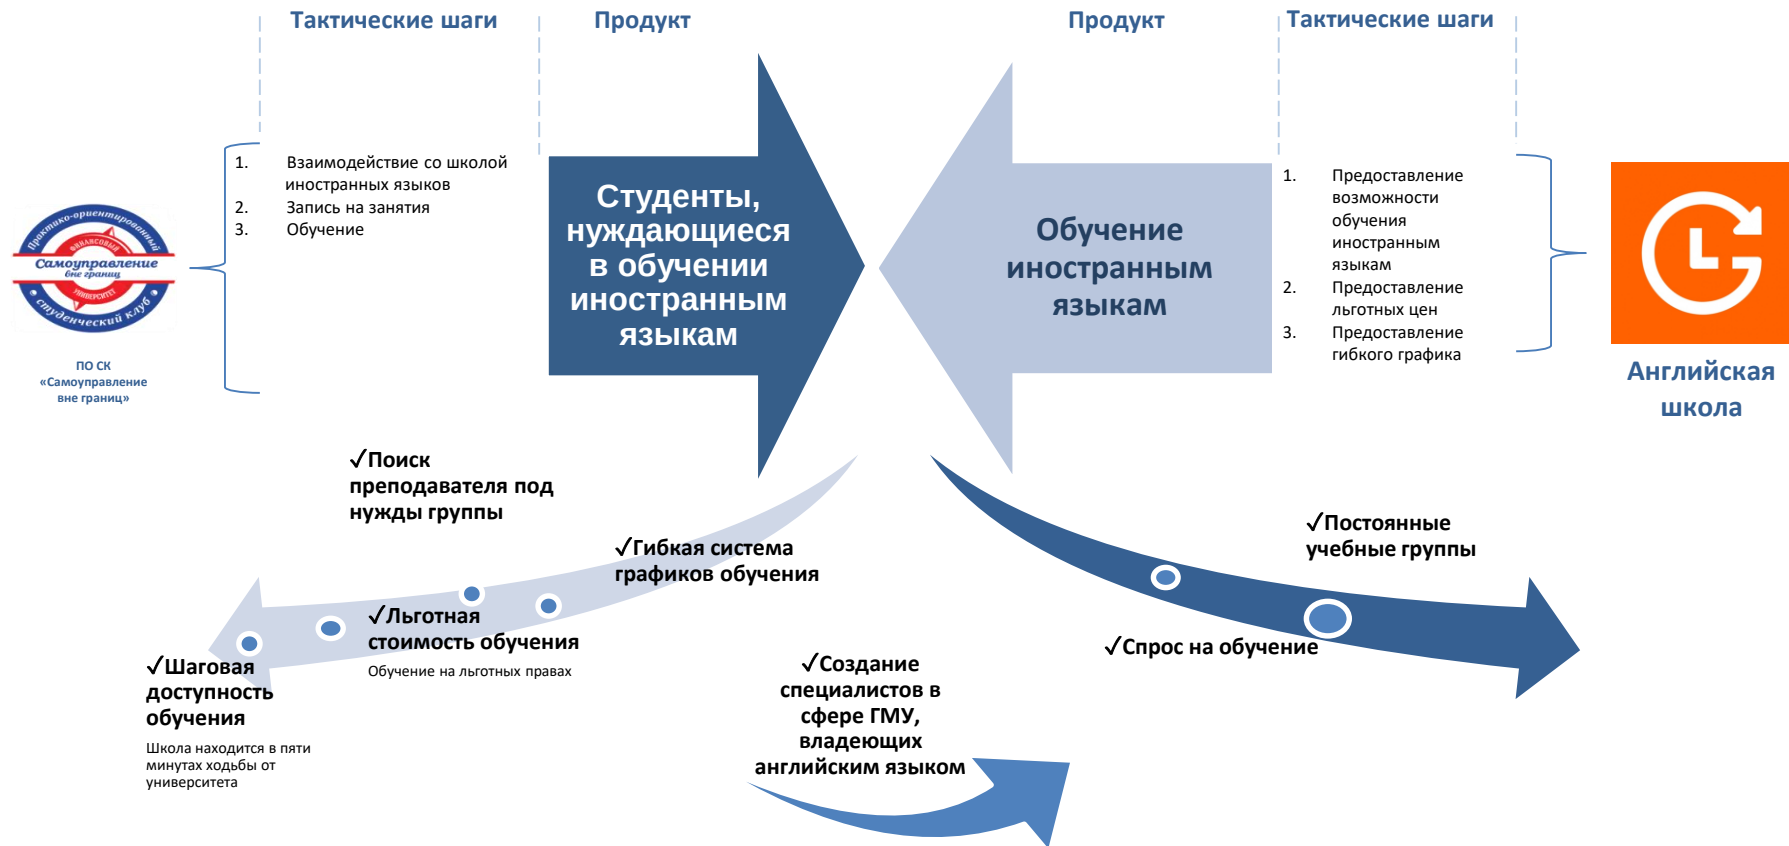 Тактические шаги
Продукт
Продукт
Тактические шаги
Практико-ориентированный
ФИНАНСОВЫЙ
Самоуправление
вне границ
УНИВЕРСИТЕТ
студенческий клуб
ПО СК
«Самоуправление
вне границ»
1. Взаимодействие со школой
иностранных языков
2. Запись на занятия
3. Обучение
Студенты,
нуждающиеся
в обучении
иностранным
языкам
Обучение
иностранным
языкам
1. Предоставление
возможности
обучения
иностранным
языкам
2. Предоставление
льготных цен
3. Предоставление
гибкого графика
Английская
школа
✓Поиск
преподавателя под
нужды группы
✓Гибкая система
графиков обучения
✓Льготная
стоимость обучения
Обучение на льготных правах
✓Шаговая
доступность
обучения
Школа находится в пяти
минутах ходьбы от
университета
✓Создание
специалистов в
сфере ГМУ,
владеющих
английским языком
✓Спрос на обучение
✓Постоянные
учебные группы